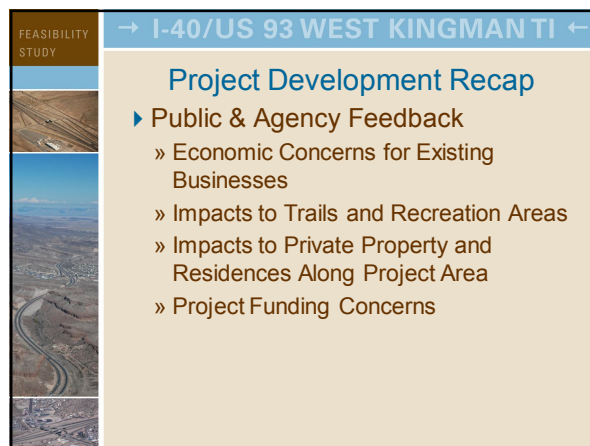 FEASIBILITY
STUDY
→ I-40/US 93 WEST KINGMAN TI ←
Project Development Recap
Public & Agency Feedback
» Economic Concerns for Existing
Businesses
» Impacts to Trails and Recreation Areas
» Impacts to Private Property and
Residences Along Project Area
» Project Funding Concerns